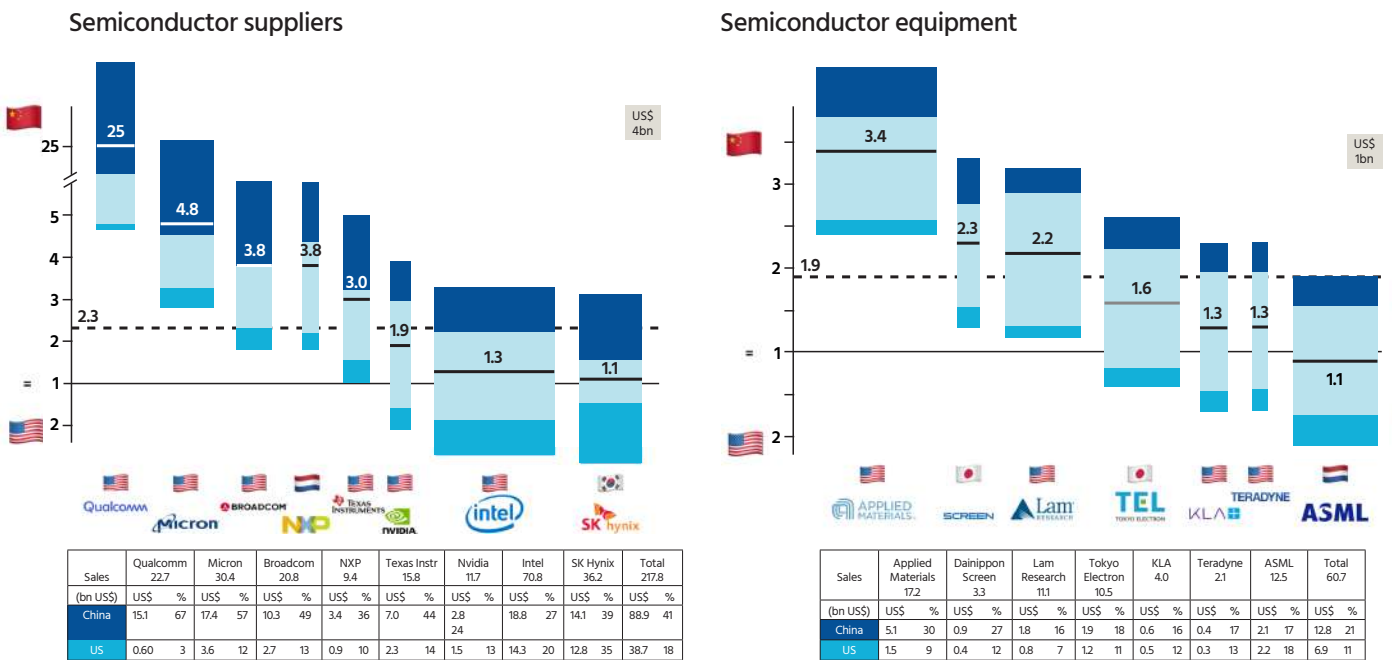 Semiconductor suppliers
US$
4bn
25
25
5
4
3
2.3
2
=
1
2
4.8
3.8
3.8
3.0
1.9
1.3
1.1
Qualcomm
Micron
BROADCOM
NXP
TEXAS
INSTRUMENTS
NVIDIA.
intel
SK hynix
Sales Qualcomm 22.7 Micron 30.4 Broadcom 20.8 NXP 9.4 Texas Instr 15.8 Nvidia 11.7 Intel 70.8 SK Hynix 36.2 Total 217.8
(bn US$) US$ % US$ % US$ % US$ % US$ % US$ % US$ % US$ % US$ %
China 15.1 67 17.4 57 10.3 49 3.4 36 7.0 44 2.8 24 18.8 27 14.1 39 88.9 41
US 0.60 3 3.6 12 2.7 13 0.9 10 2.3 14 1.5 13 14.3 20 12.8 35 38.7 18
Semiconductor equipment
US$
1bn
3
2
1.9
=
1
2
3.4
2.3
2.2
1.6
1.3
1.3
1.1
APPLIED
MATERIALS.
SCREEN
Lam
RESEARCH
TEL
TOKYO ELECTRON
KLA
TERADYNE
ASML
Sales Applied Materials 17.2 Dainippon Screen 3.3 Lam Research 11.1 Tokyo Electron 10.5 KLA 4.0 Teradyne 2.1 ASML 12.5 Total 60.7
(bn US$) US$ % US$ % US$ % US$ % US$ % US$ % US$ % US$ %
China 5.1 30 0.9 27 1.8 16 1.9 18 0.6 16 0.4 17 2.1 17 12.8 21
US 1.5 9 0.4 12 0.8 7 1.2 11 0.5 12 0.3 13 2.2 18 6.9 11